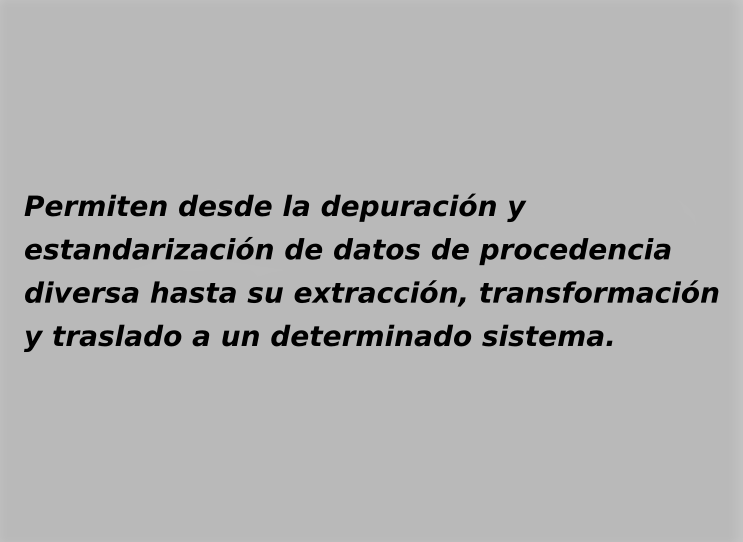 Permiten desde la depuración y
estandarización de datos de procedencia
diversa hasta su extracción, transformación
y traslado a un determinado sistema.